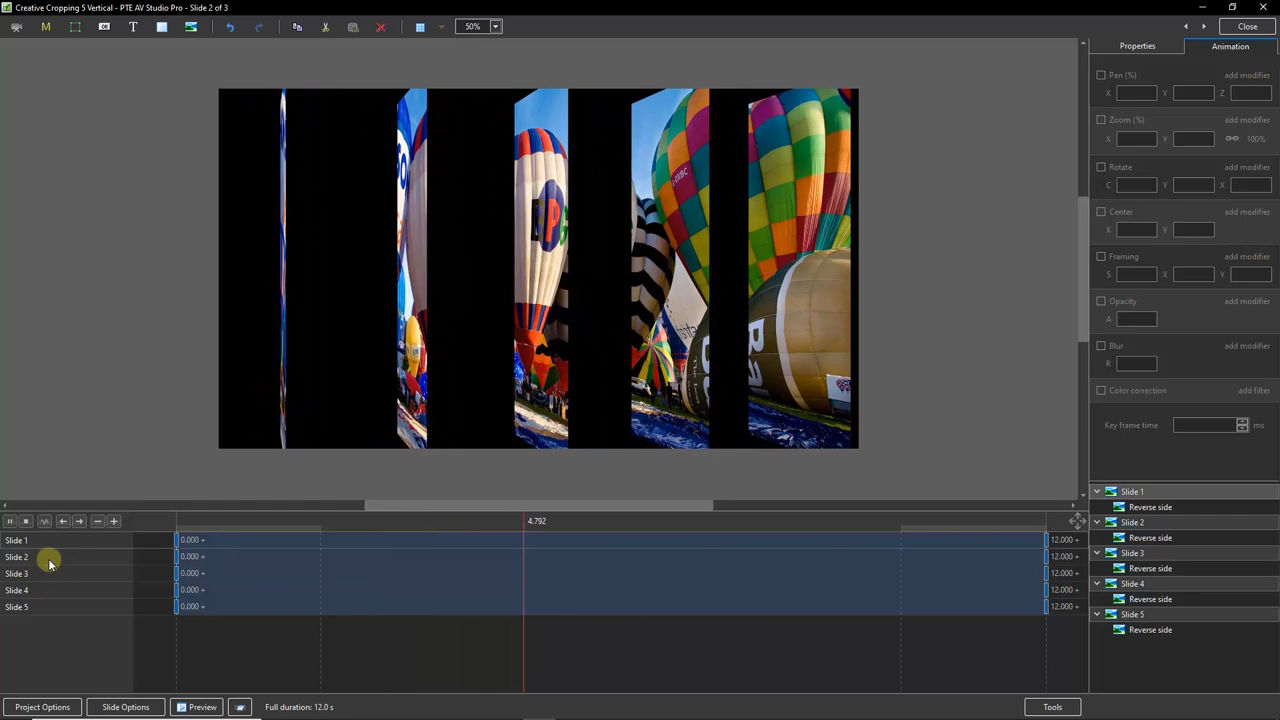 Creative Cropping 5 Vertical - PTE AV Studio Pro - Slide 2 of 3
M OK T 50% Close
Properties Animation
Pan (%) add modifier
X Y Z
Zoom (%) add modifier
X Y 100%
Rotate add modifier
C Y X
Center add modifier
X Y
Framing add modifier
S X Y
Opacity add modifier
A
Blur add modifier
R
Color correction add filter
Key frame time ms
Slide 1
Reverse side
Slide 2
Reverse side
Slide 3
Reverse side
Slide 4
Reverse side
Slide 5
Reverse side
4.792
Slide 1 0.000 + 12.000 +
Slide 2 0.000 + 12.000 +
Slide 3 0.000 + 12.000 +
Slide 4 0.000 + 12.000 +
Slide 5 0.000 + 12.000 +
Project Options Slide Options Preview Full duration: 12.0 s Tools